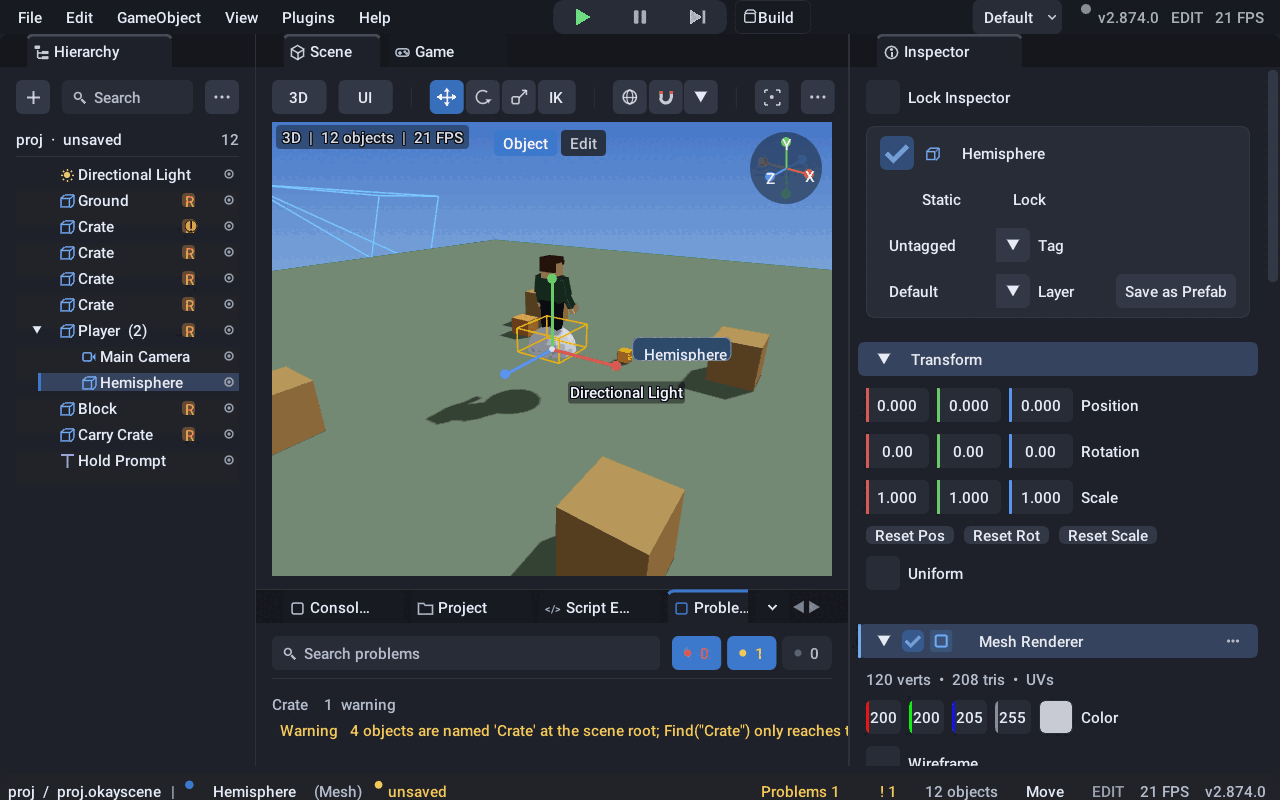 File Edit GameObject View Plugins Help Build Default v2.874.0 EDIT 21 FPS
Hierarchy Scene Game Inspector
Search 3D UI IK Lock Inspector
proj · unsaved 12
3D | 12 objects | 21 FPS Object Edit
Y X Z
Directional Light
Ground R
Crate
Crate R
Crate R
Crate R
Player (2) R
Main Camera
Hemisphere
Block R
Carry Crate R
Hold Prompt
Hemisphere
Directional Light
Hemisphere
Static Lock
Untagged Tag
Default Layer Save as Prefab
Transform
0.000 0.000 0.000 Position
0.00 0.00 0.00 Rotation
1.000 1.000 1.000 Scale
Reset Pos Reset Rot Reset Scale
Uniform
Mesh Renderer
120 verts • 208 tris • UVs
200 200 205 255 Color
Wireframe
Consol... Project </> Script E... Proble...
Search problems 0 1 0
Crate 1 warning
Warning 4 objects are named 'Crate' at the scene root; Find("Crate") only reaches
proj / proj.okayscene | Hemisphere (Mesh) unsaved Problems 1 ! 1 12 objects Move EDIT 21 FPS v2.874.0